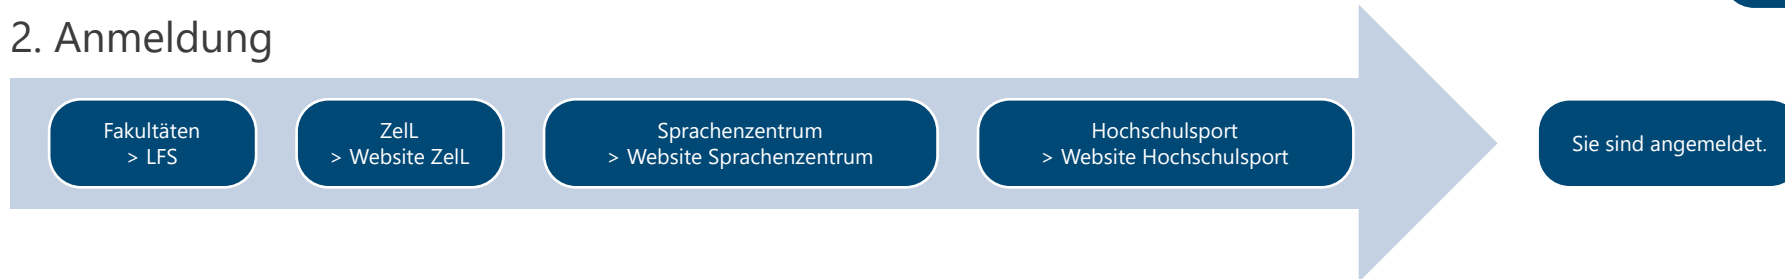 2. Anmeldung
Fakultäten
> LFS
ZelL
> Website ZelL
Sprachenzentrum
> Website Sprachenzentrum
Hochschulsport
> Website Hochschulsport
Sie sind angemeldet.